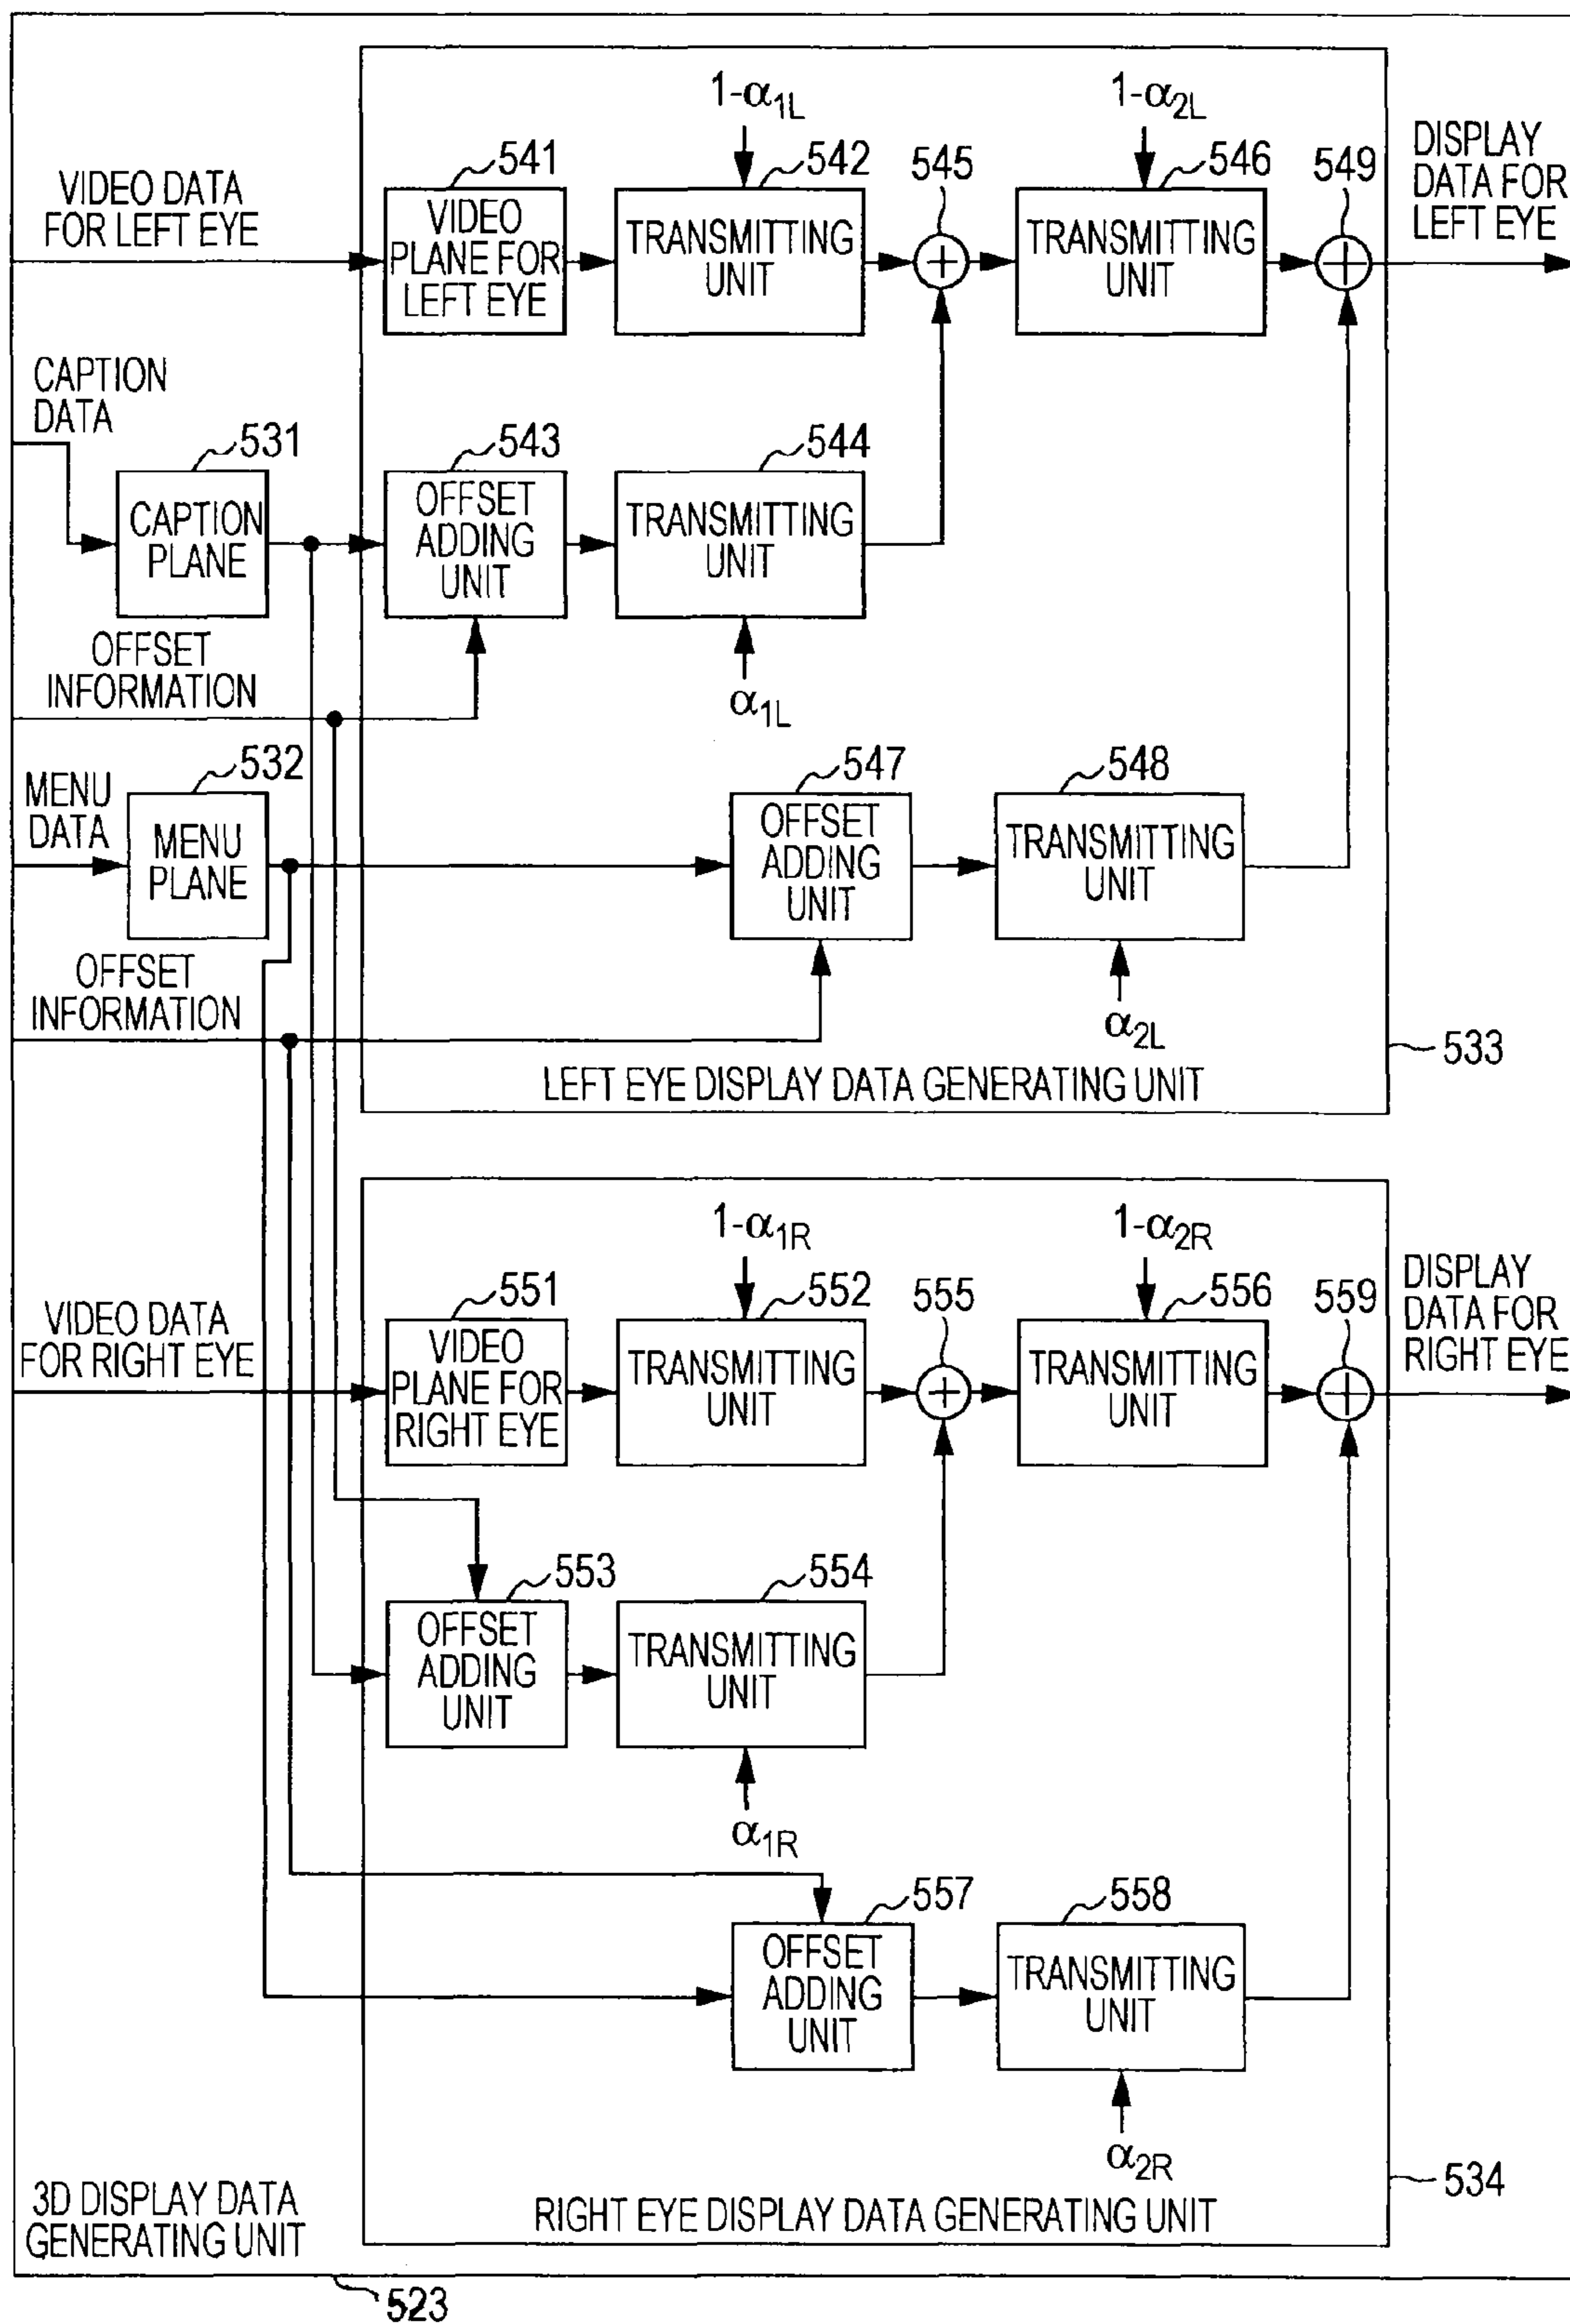 1-α1L
1-α2L
541
542
545
546
549
DISPLAY
DATA FOR
LEFT EYE
VIDEO DATA
FOR LEFT EYE
VIDEO
PLANE FOR
LEFT EYE
TRANSMITTING
UNIT
+
TRANSMITTING
UNIT
+
CAPTION
DATA
531
543
544
CAPTION
PLANE
OFFSET
ADDING
UNIT
TRANSMITTING
UNIT
OFFSET
INFORMATION
α1L
532
547
548
MENU
DATA
MENU
PLANE
OFFSET
ADDING
UNIT
TRANSMITTING
UNIT
OFFSET
INFORMATION
α2L
533
LEFT EYE DISPLAY DATA GENERATING UNIT
1-α1R
1-α2R
551
552
555
556
559
DISPLAY
DATA FOR
RIGHT EYE
VIDEO DATA
FOR RIGHT EYE
VIDEO
PLANE FOR
RIGHT EYE
TRANSMITTING
UNIT
+
TRANSMITTING
UNIT
+
553
554
OFFSET
ADDING
UNIT
TRANSMITTING
UNIT
α1R
557
558
OFFSET
ADDING
UNIT
TRANSMITTING
UNIT
α2R
534
3D DISPLAY DATA
GENERATING UNIT
RIGHT EYE DISPLAY DATA GENERATING UNIT
523